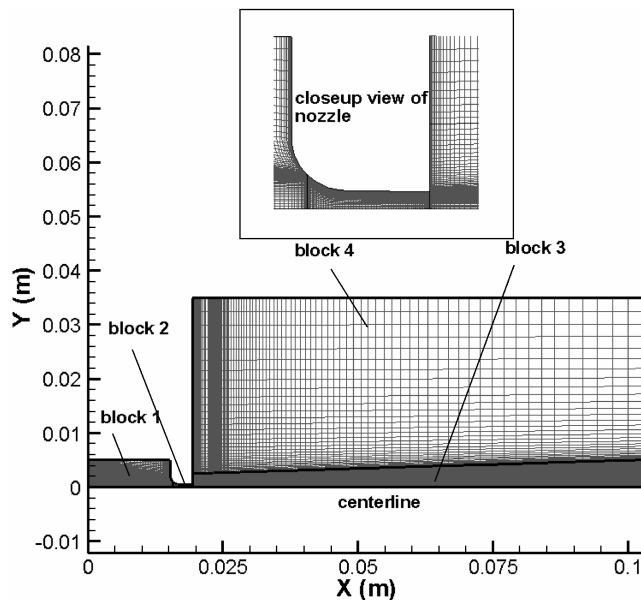 closeup view of
nozzle
block 4
block 3
block 2
block 1
centerline
Y (m)
0.08
0.07
0.06
0.05
0.04
0.03
0.02
0.01
0
-0.01
0
0.025
0.05
0.075
0.1
X (m)